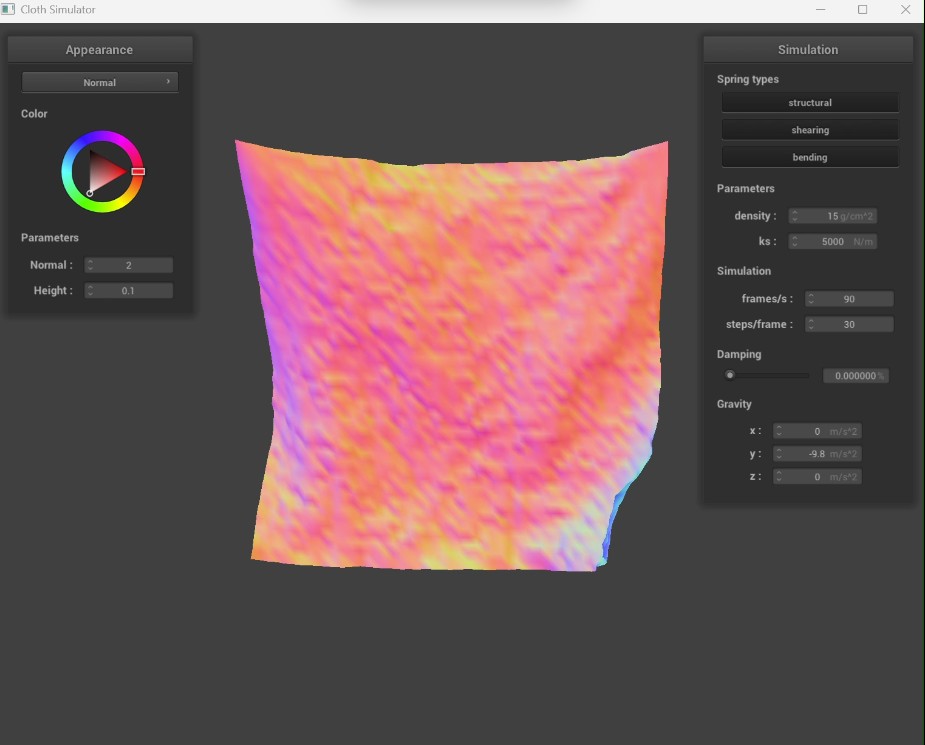 Cloth Simulator
Appearance
Normal
Color
Parameters
Normal : 2
Height : 0.1
Simulation
Spring types
structural
shearing
bending
Parameters
density : 15 g/cm^2
ks : 5000 N/m
Simulation
frames/s : 90
steps/frame : 30
Damping
0.000000 %
Gravity
x : 0 m/s^2
y : -9.8 m/s^2
z : 0 m/s^2